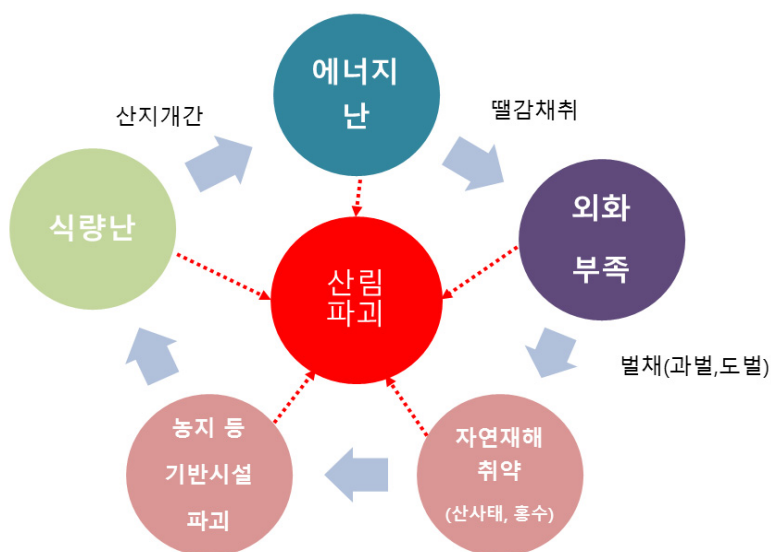 에너지
난
산지개간
땔감채취
식량난
외화
부족
산림
파괴
벌채(과벌,도벌)
농지 등
기반시설
파괴
자연재해
취약
(산사태, 홍수)